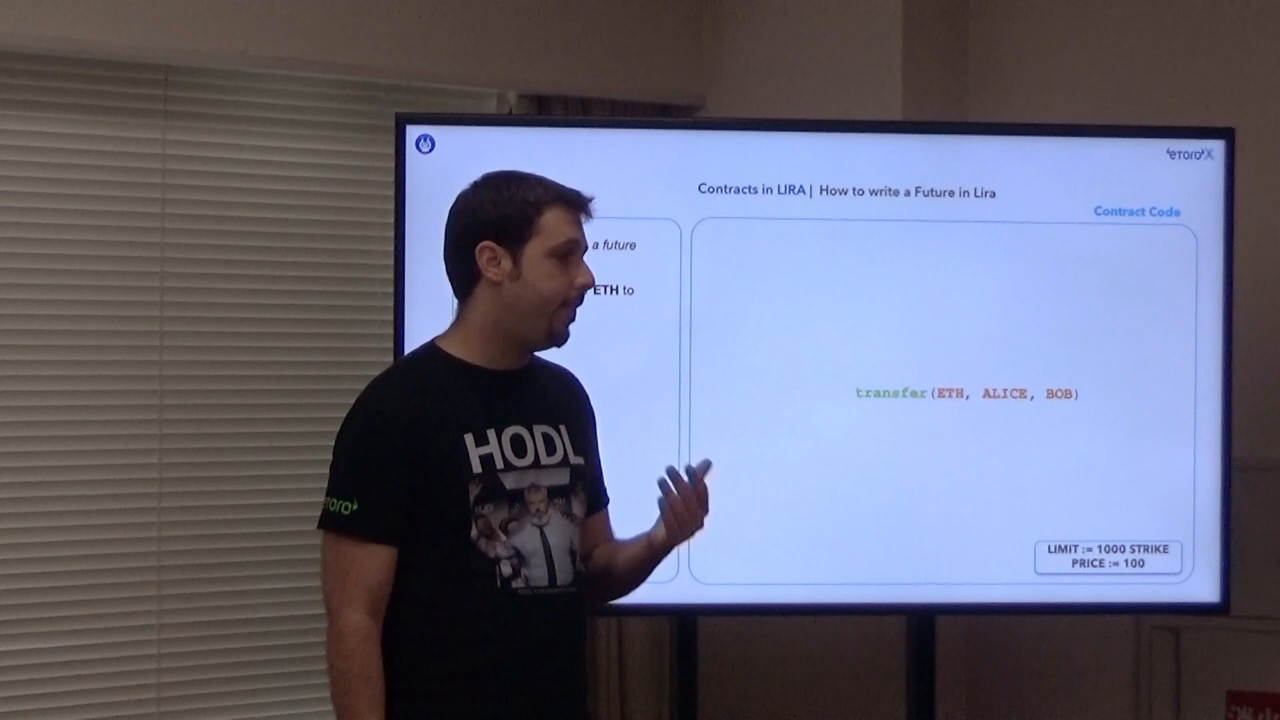 eToroX
Contracts in LIRA | How to write a Future in Lira
Contract Code
a future
ETH to
transfer(ETH, ALICE, BOB)
LIMIT := 1000 STRIKE
PRICE := 100
HODL
etoro